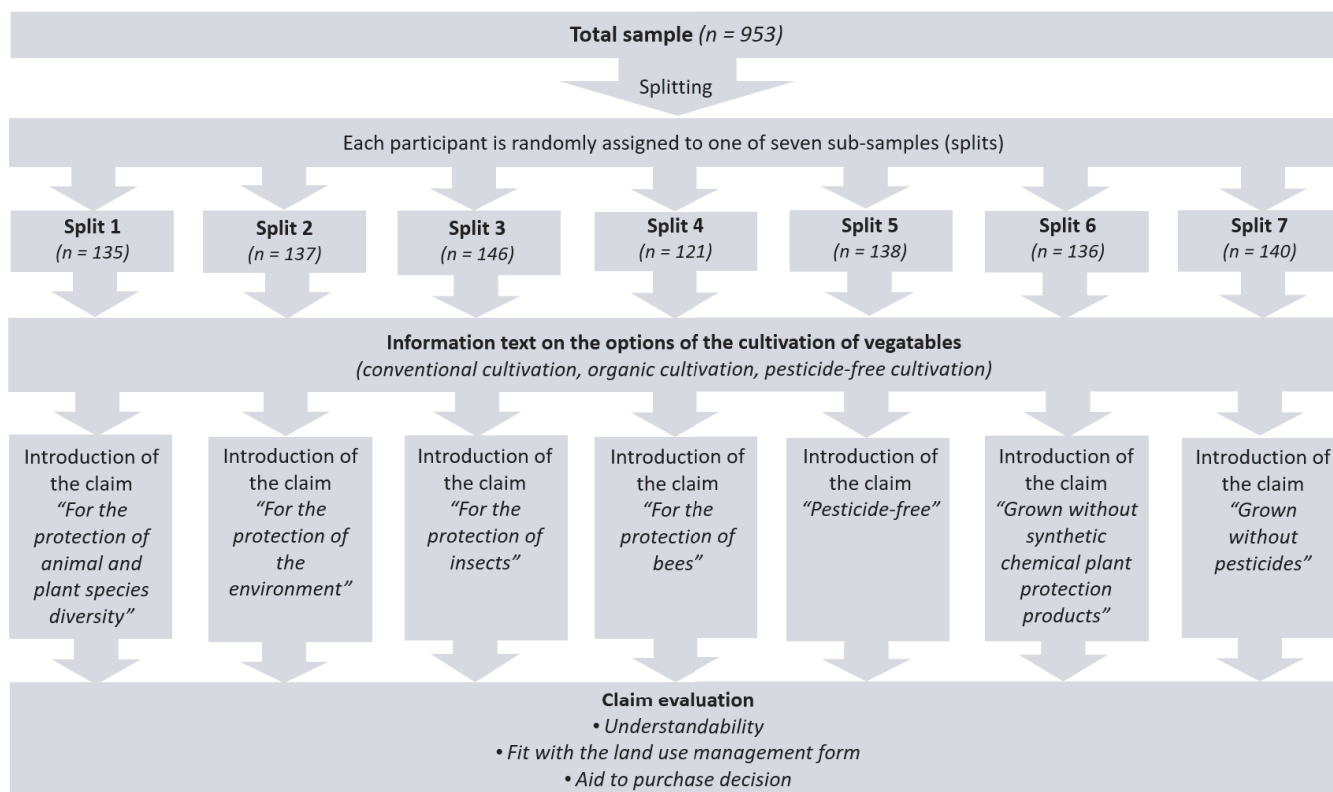 Total sample (n = 953)
Splitting
Each participant is randomly assigned to one of seven sub-samples (splits)
Split 1
(n = 135)
Split 2
(n = 137)
Split 3
(n = 146)
Split 4
(n = 121)
Split 5
(n = 138)
Split 6
(n = 136)
Split 7
(n = 140)
Information text on the options of the cultivation of vegatables
(conventional cultivation, organic cultivation, pesticide-free cultivation)
Introduction of
the claim
“For the
protection of
animal and
plant species
diversity”
Introduction of
the claim
“For the
protection of
the
environment”
Introduction of
the claim
“For the
protection of
insects”
Introduction of
the claim
“For the
protection of
bees”
Introduction of
the claim
“Pesticide-free”
Introduction of
the claim
“Grown without
synthetic
chemical plant
protection
products”
Introduction of
the claim
“Grown
without
pesticides”
Claim evaluation
• Understandability
• Fit with the land use management form
• Aid to purchase decision